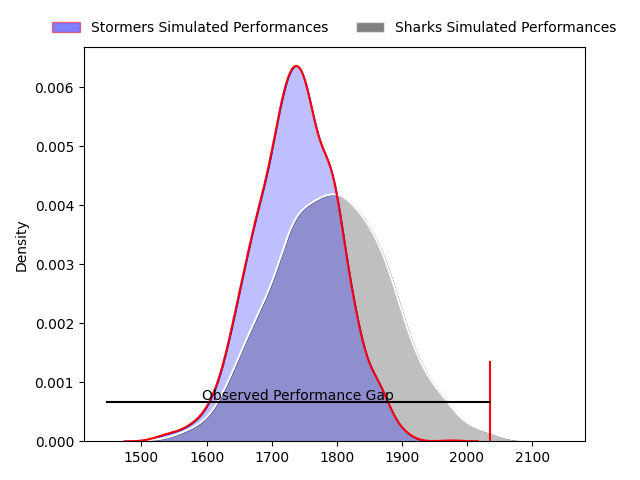 Stormers Simulated Performances
Sharks Simulated Performances
Density
0.006
0.005
0.004
0.003
0.002
0.001
0.000
Observed Performance Gap
1500 1600 1700 1800 1900 2000 2100